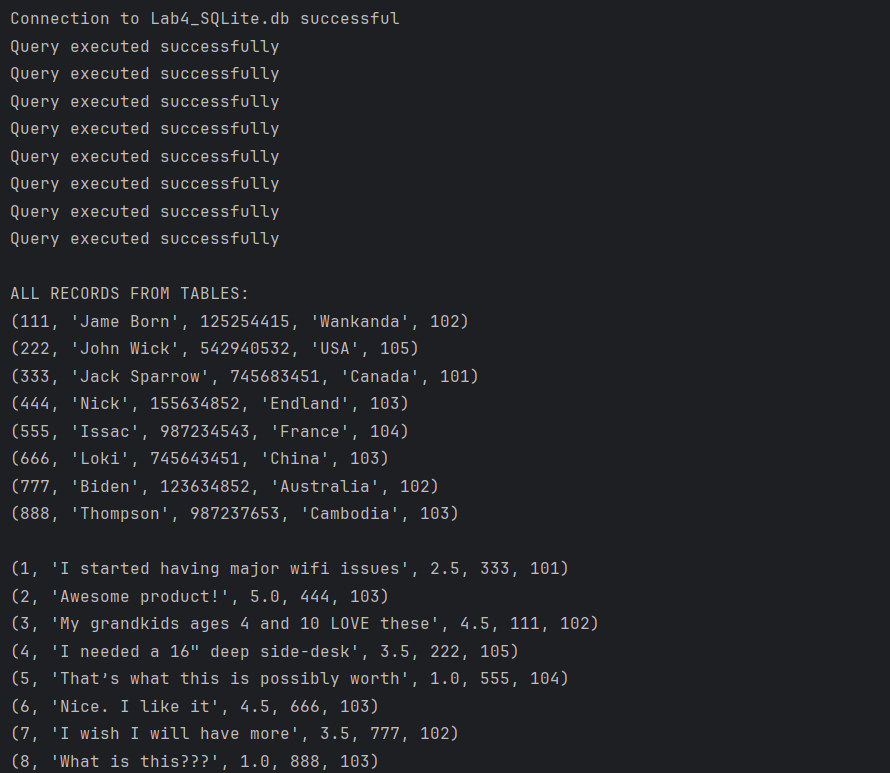 Connection to Lab4_SQLite.db successful
Query executed successfully
Query executed successfully
Query executed successfully
Query executed successfully
Query executed successfully
Query executed successfully
Query executed successfully
Query executed successfully
ALL RECORDS FROM TABLES:
(111, 'Jame Born', 125254415, 'Wankanda', 102)
(222, 'John Wick', 542940532, 'USA', 105)
(333, 'Jack Sparrow', 745683451, 'Canada', 101)
(444, 'Nick', 155634852, 'Endland', 103)
(555, 'Issac', 987234543, 'France', 104)
(666, 'Loki', 745643451, 'China', 103)
(777, 'Biden', 123634852, 'Australia', 102)
(888, 'Thompson', 987237653, 'Cambodia', 103)
(1, 'I started having major wifi issues', 2.5, 333, 101)
(2, 'Awesome product!', 5.0, 444, 103)
(3, 'My grandkids ages 4 and 10 LOVE these', 4.5, 111, 102)
(4, 'I needed a 16" deep side-desk', 3.5, 222, 105)
(5, 'That’s what this is possibly worth', 1.0, 555, 104)
(6, 'Nice. I like it', 4.5, 666, 103)
(7, 'I wish I will have more', 3.5, 777, 102)
(8, 'What is this???', 1.0, 888, 103)